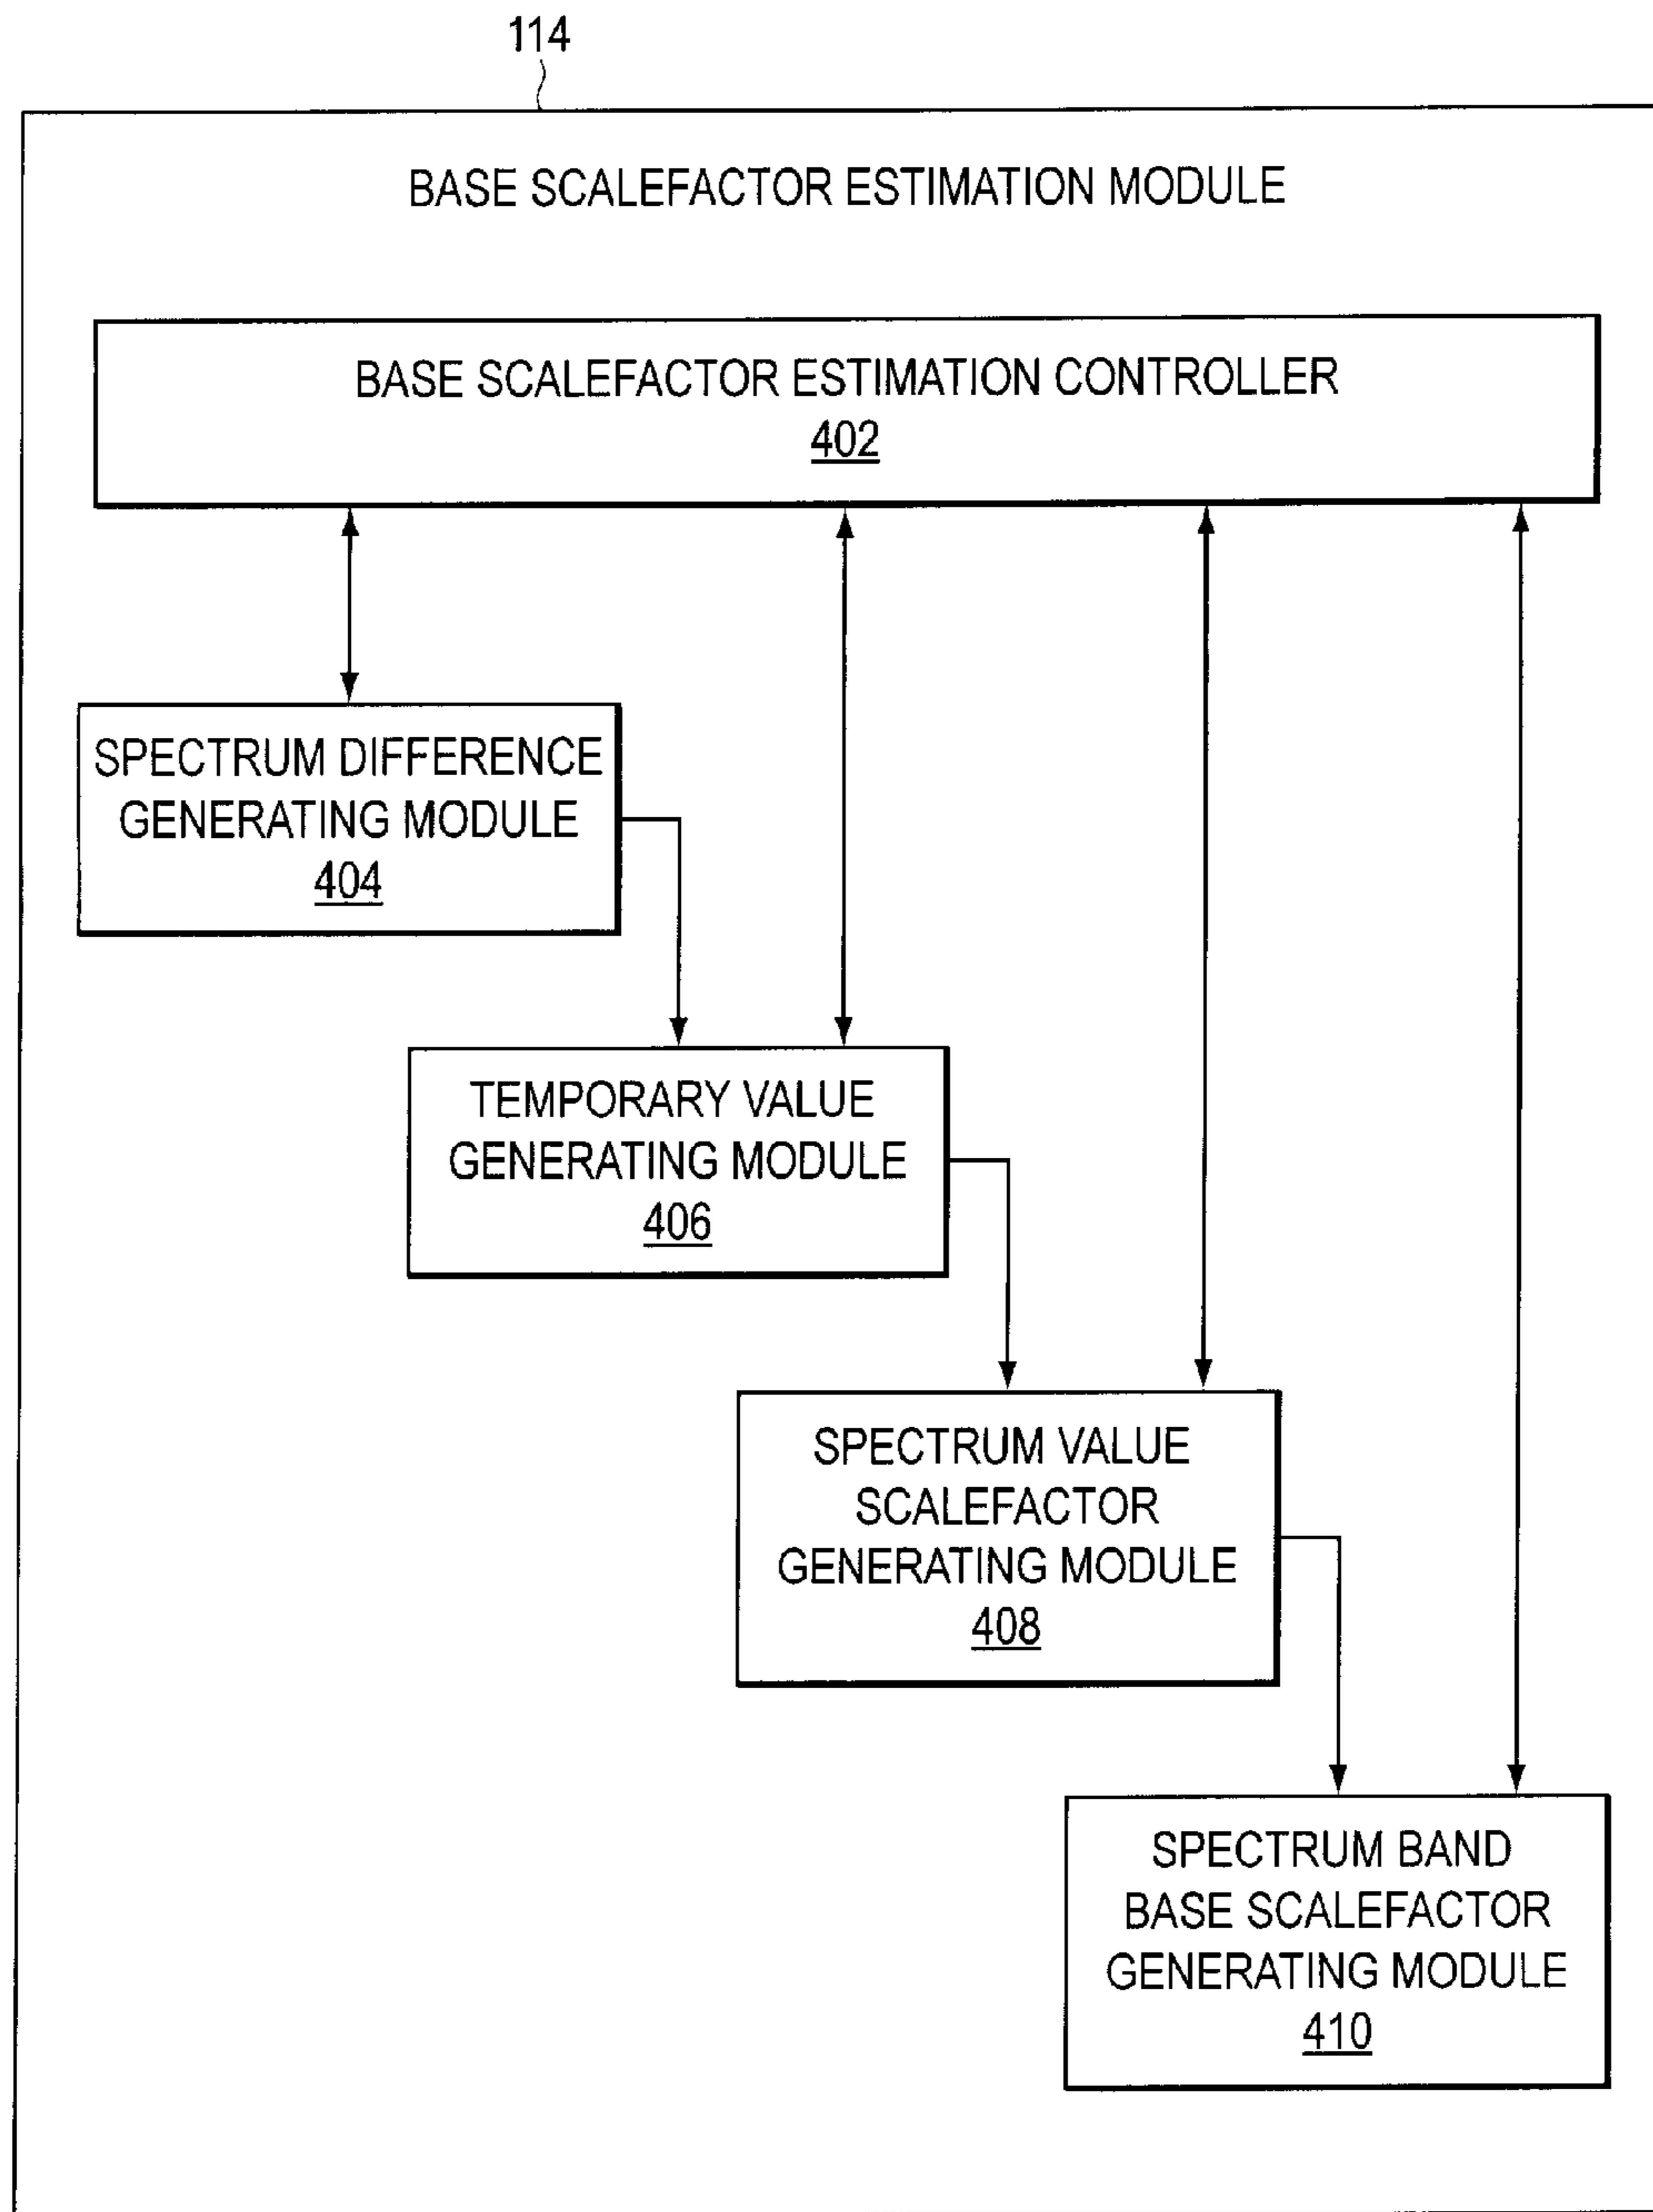 114
BASE SCALEFACTOR ESTIMATION MODULE
BASE SCALEFACTOR ESTIMATION CONTROLLER
402
SPECTRUM DIFFERENCE
GENERATING MODULE
404
TEMPORARY VALUE
GENERATING MODULE
406
SPECTRUM VALUE
SCALEFACTOR
GENERATING MODULE
408
SPECTRUM BAND
BASE SCALEFACTOR
GENERATING MODULE
410